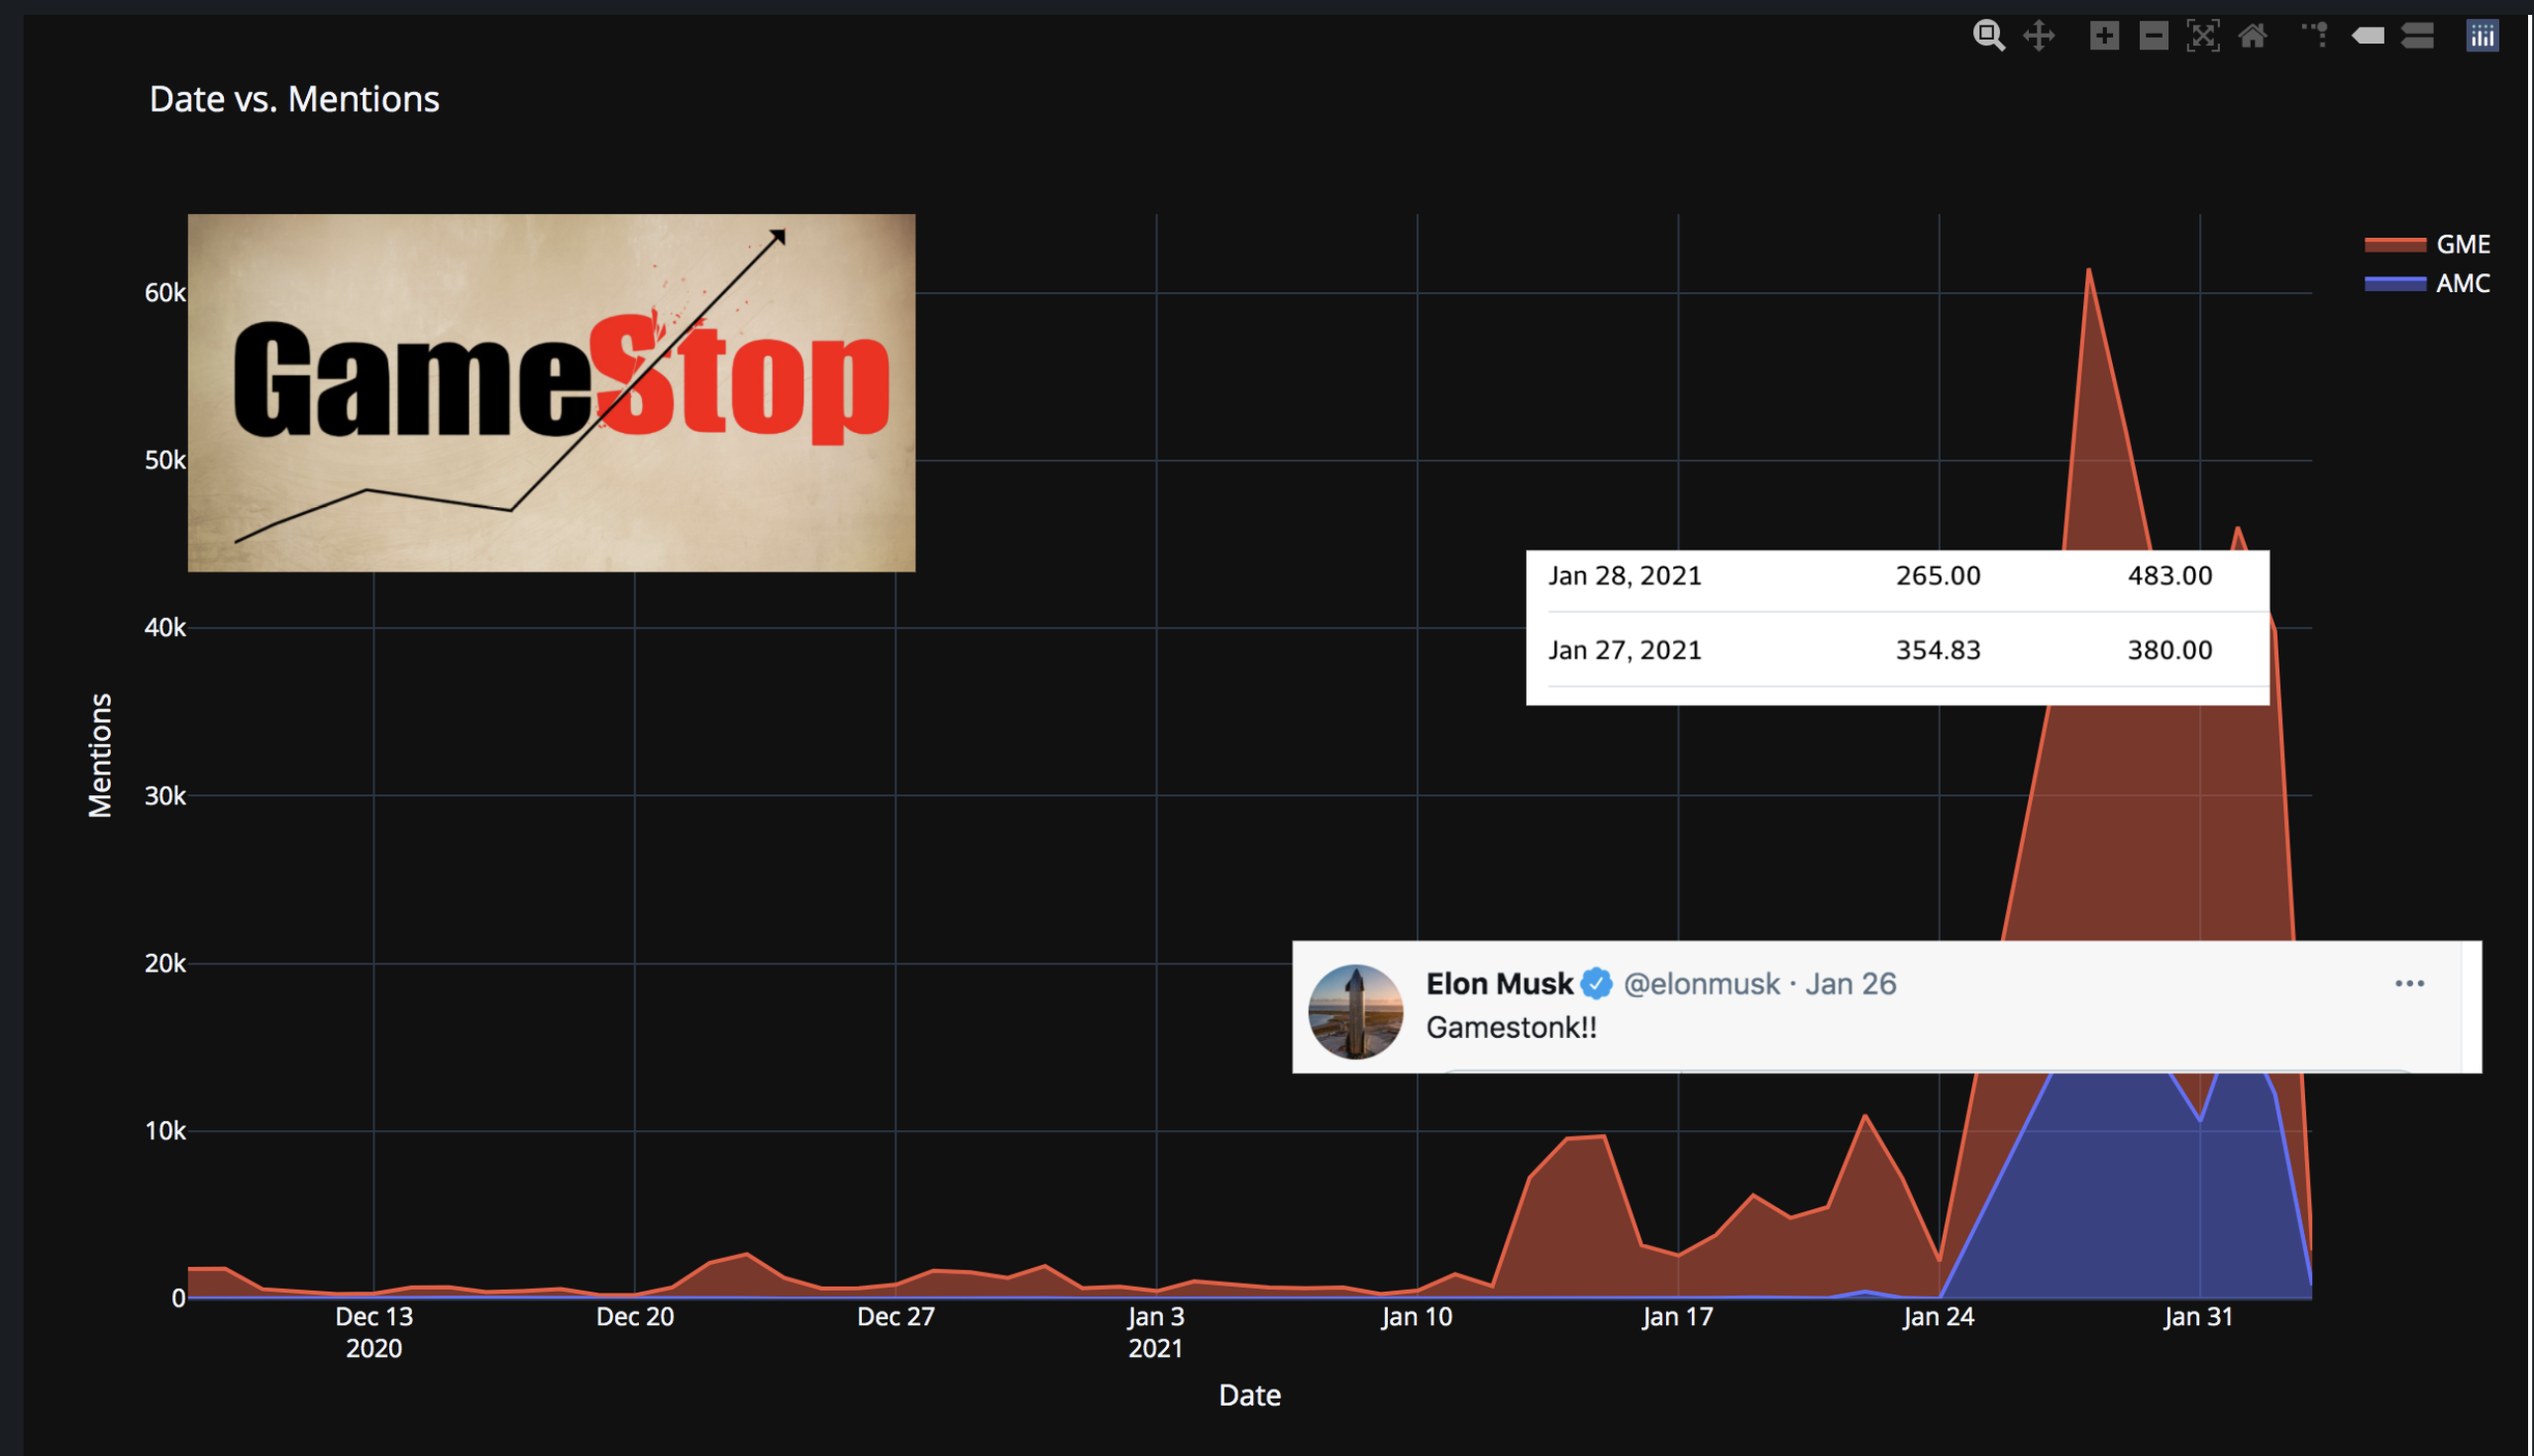 Date vs. Mentions
GameStop
GME
AMC
60k
50k
40k
30k
20k
10k
0
Mentions
Jan 28, 2021 265.00 483.00
Jan 27, 2021 354.83 380.00
Elon Musk @elonmusk · Jan 26 ...
Gamestonk!!
Dec 13 Dec 20 Dec 27 Jan 3 Jan 10 Jan 17 Jan 24 Jan 31
2020 2021
Date